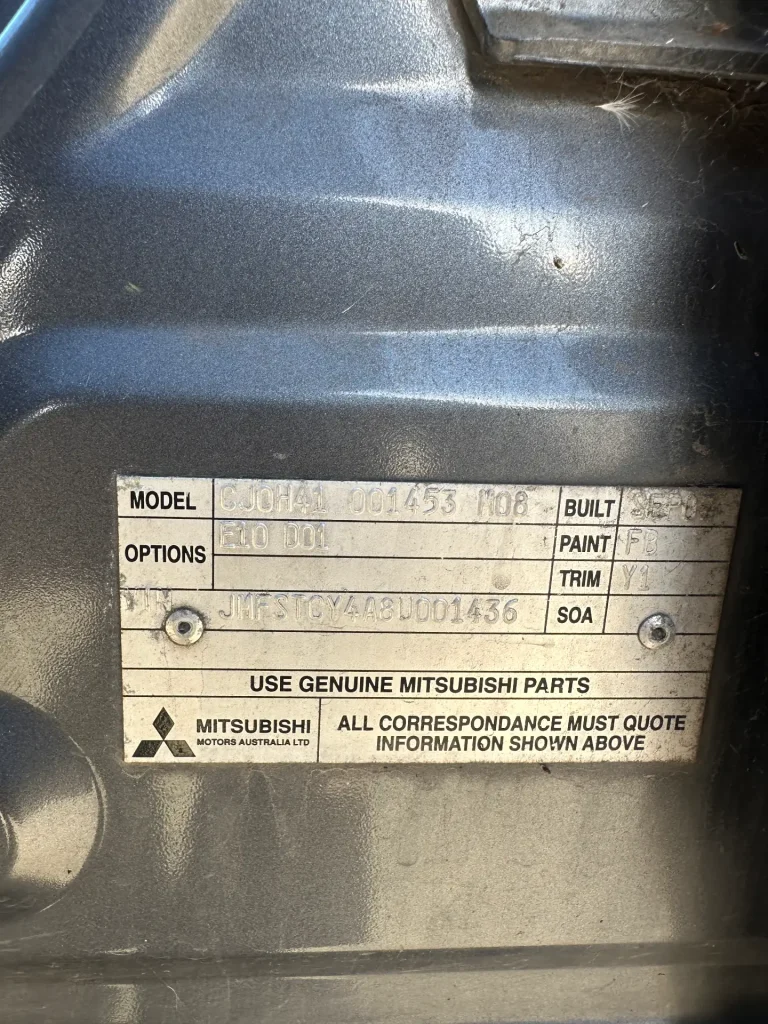 MODEL CJ0H41 001453 M08 BUILT
OPTIONS E10 D01 PAINT FB
TRIM Y1
VIN JMFSTCY4A8U001436 SOA
USE GENUINE MITSUBISHI PARTS
MITSUBISHI
MOTORS AUSTRALIA LTD
ALL CORRESPONDANCE MUST QUOTE
INFORMATION SHOWN ABOVE